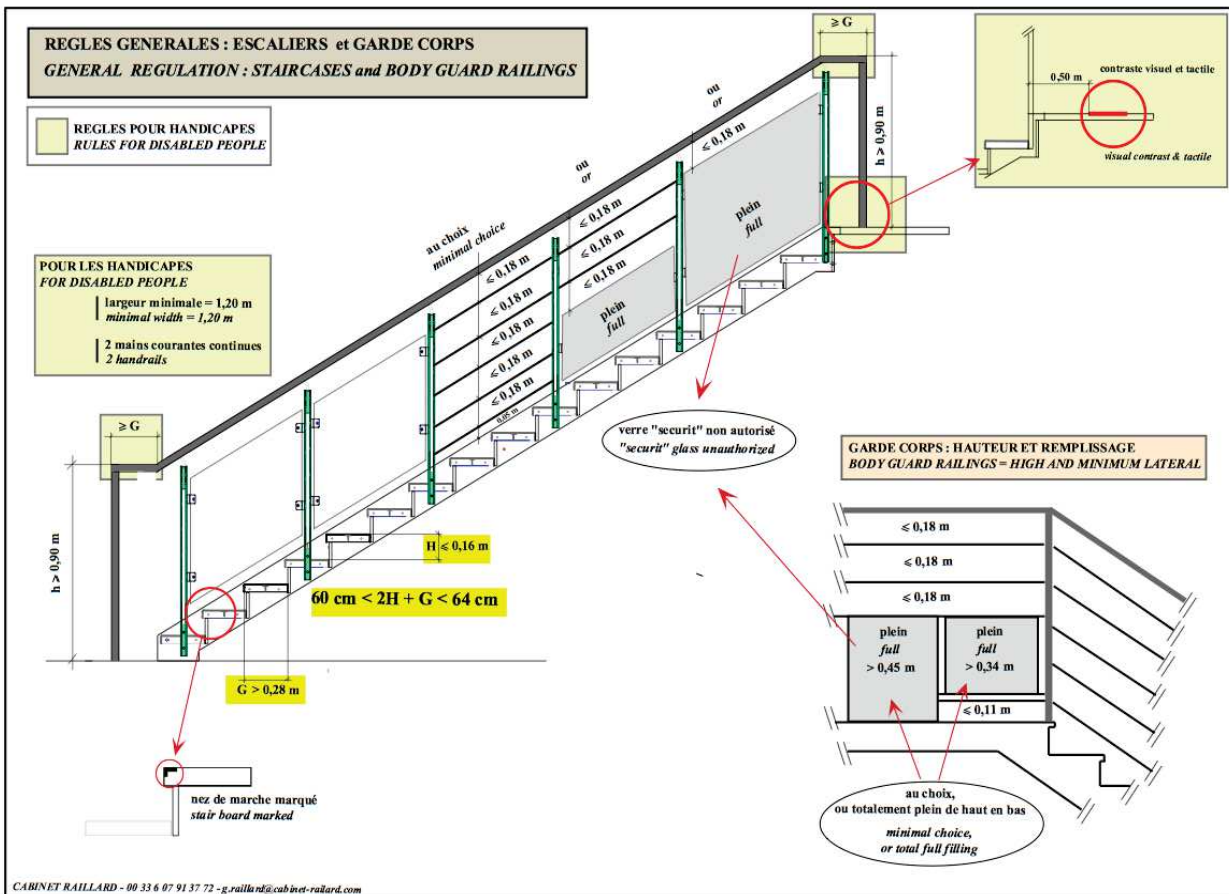 REGLES GENERALES : ESCALIERS et GARDE CORPS
GENERAL REGULATION : STAIRCASES and BODY GUARD RAILINGS
REGLES POUR HANDICAPES
RULES FOR DISABLED PEOPLE
POUR LES HANDICAPES
FOR DISABLED PEOPLE
largeur minimale = 1,20 m
minimal width = 1,20 m
2 mains courantes continues
2 handrails
≥ G
h ≥ 0,90 m
0,50 m
contraste visuel et tactile
visual contrast & tactile
ou
or
≤ 0,18 m
plein
full
ou
or
≤ 0,18 m
≤ 0,18 m
≤ 0,18 m
plein
full
au choix
minimal choice
≤ 0,18 m
≤ 0,18 m
≤ 0,18 m
≤ 0,18 m
≤ 0,18 m
0,05 m
≥ G
h ≥ 0,90 m
H ≤ 0,16 m
60 cm < 2H + G < 64 cm
G > 0,28 m
nez de marche marqué
stair board marked
verre "securit" non autorisé
"securit" glass unauthorized
GARDE CORPS : HAUTEUR ET REMPLISSAGE
BODY GUARD RAILINGS = HIGH AND MINIMUM LATERAL
≤ 0,18 m
≤ 0,18 m
≤ 0,18 m
plein
full
> 0,45 m
plein
full
> 0,34 m
≤ 0,11 m
au choix,
ou totalement plein de haut en bas
minimal choice,
or total full filling
CABINET RAILLARD - 00 33 6 07 91 37 72 - g.raillard@cabinet-railard.com